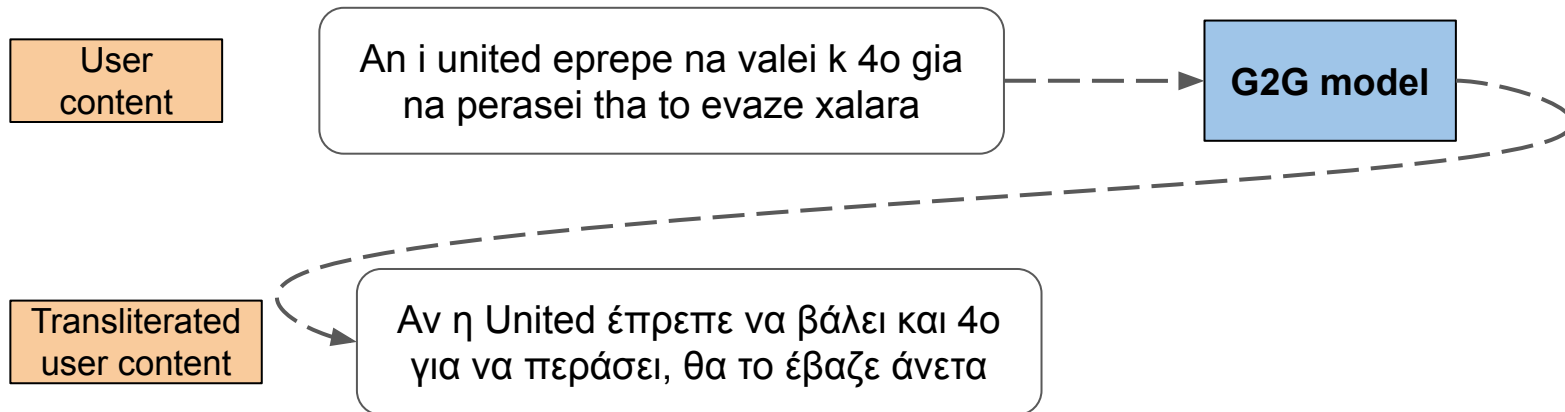 User
content
An i united eprepe na valei k 4o gia
na perasei tha to evaze xalara
G2G model
Transliterated
user content
Αν η United έπρεπε να βάλει και 4ο
για να περάσει, θα το έβαζε άνετα